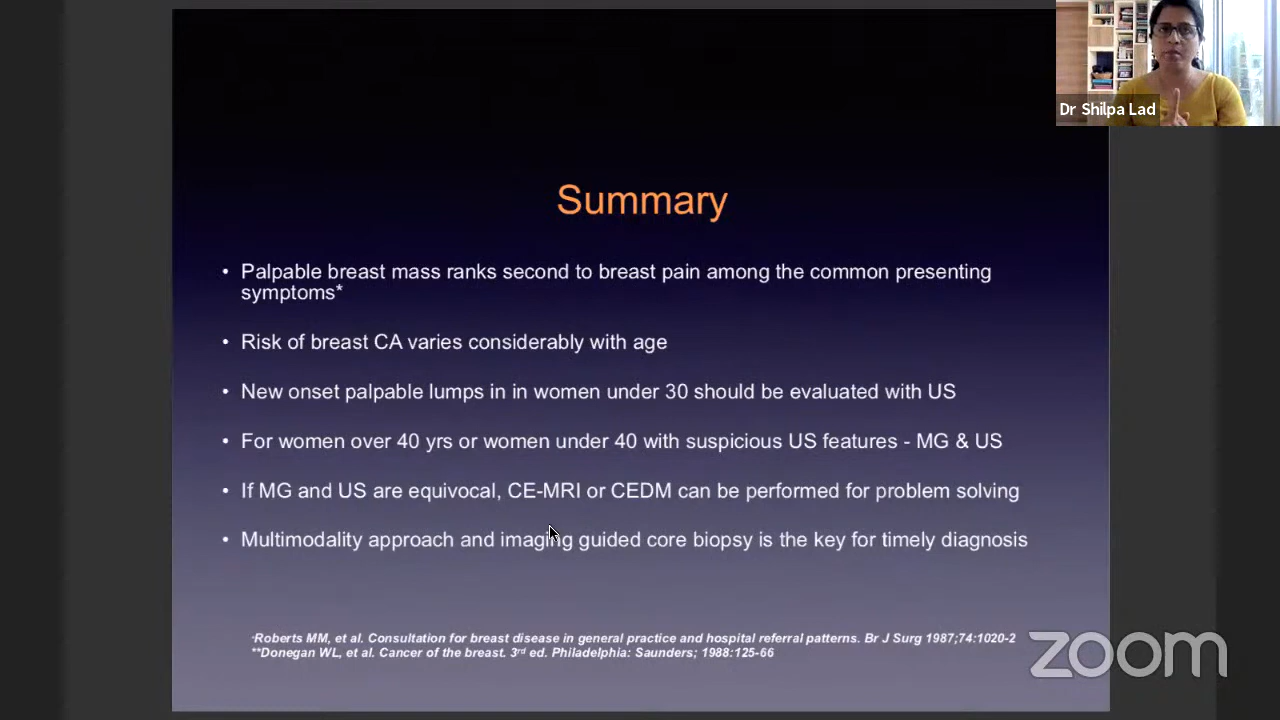 Dr Shilpa Lad
Summary
• Palpable breast mass ranks second to breast pain among the common presenting
symptoms*
• Risk of breast CA varies considerably with age
• New onset palpable lumps in in women under 30 should be evaluated with US
• For women over 40 yrs or women under 40 with suspicious US features - MG & US
• If MG and US are equivocal, CE-MRI or CEDM can be performed for problem solving
• Multimodality approach and imaging guided core biopsy is the key for timely diagnosis
*Roberts MM, et al. Consultation for breast disease in general practice and hospital referral patterns. Br J Surg 1987;74:1020-2
**Donegan WL, et al. Cancer of the breast. 3rd ed. Philadelphia: Saunders; 1988:125-66
zoom